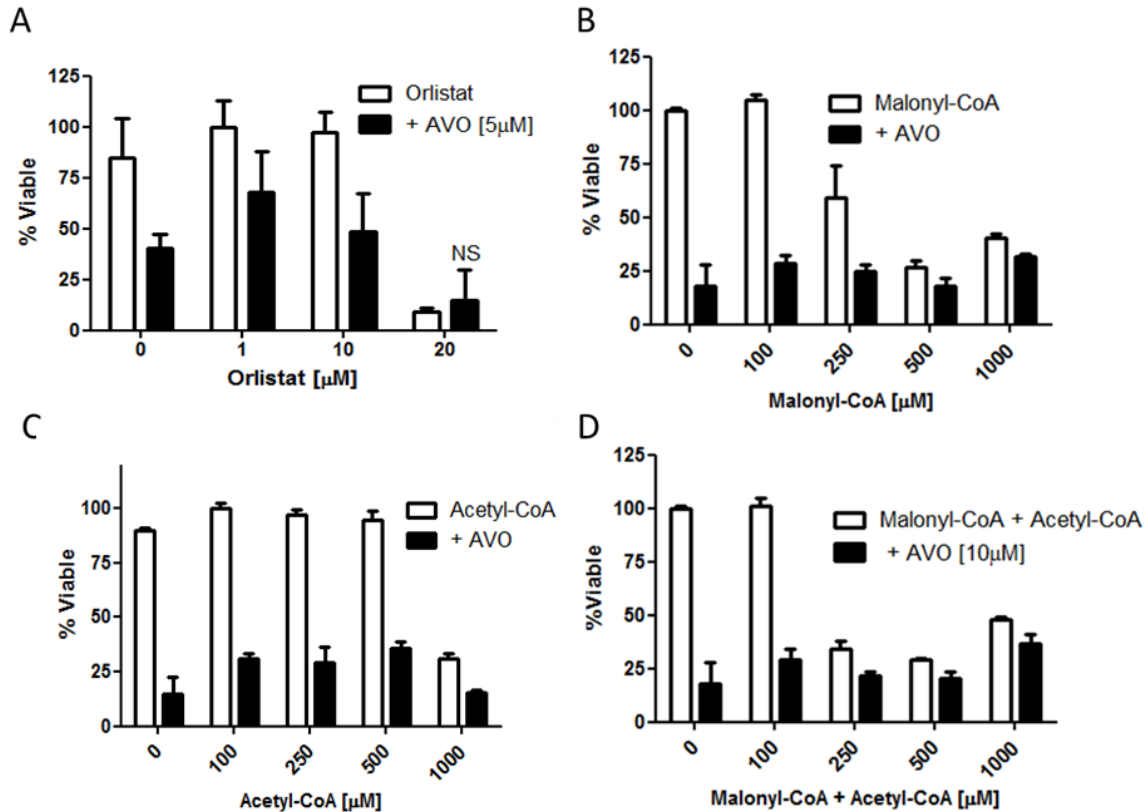 A
125
100
75
50
25
0
% Viable
Orlistat
+ AVO [5μM]
NS
0 1 10 20
Orlistat [μM]
B
125
100
75
50
25
0
% Viable
Malonyl-CoA
+ AVO
0 100 250 500 1000
Malonyl-CoA [μM]
C
100
75
50
25
0
% Viable
Acetyl-CoA
+ AVO
0 100 250 500 1000
Acetyl-CoA [μM]
D
125
100
75
50
25
0
%Viable
Malonyl-CoA + Acetyl-CoA
+ AVO [10μM]
0 100 250 500 1000
Malonyl-CoA + Acetyl-CoA [μM]